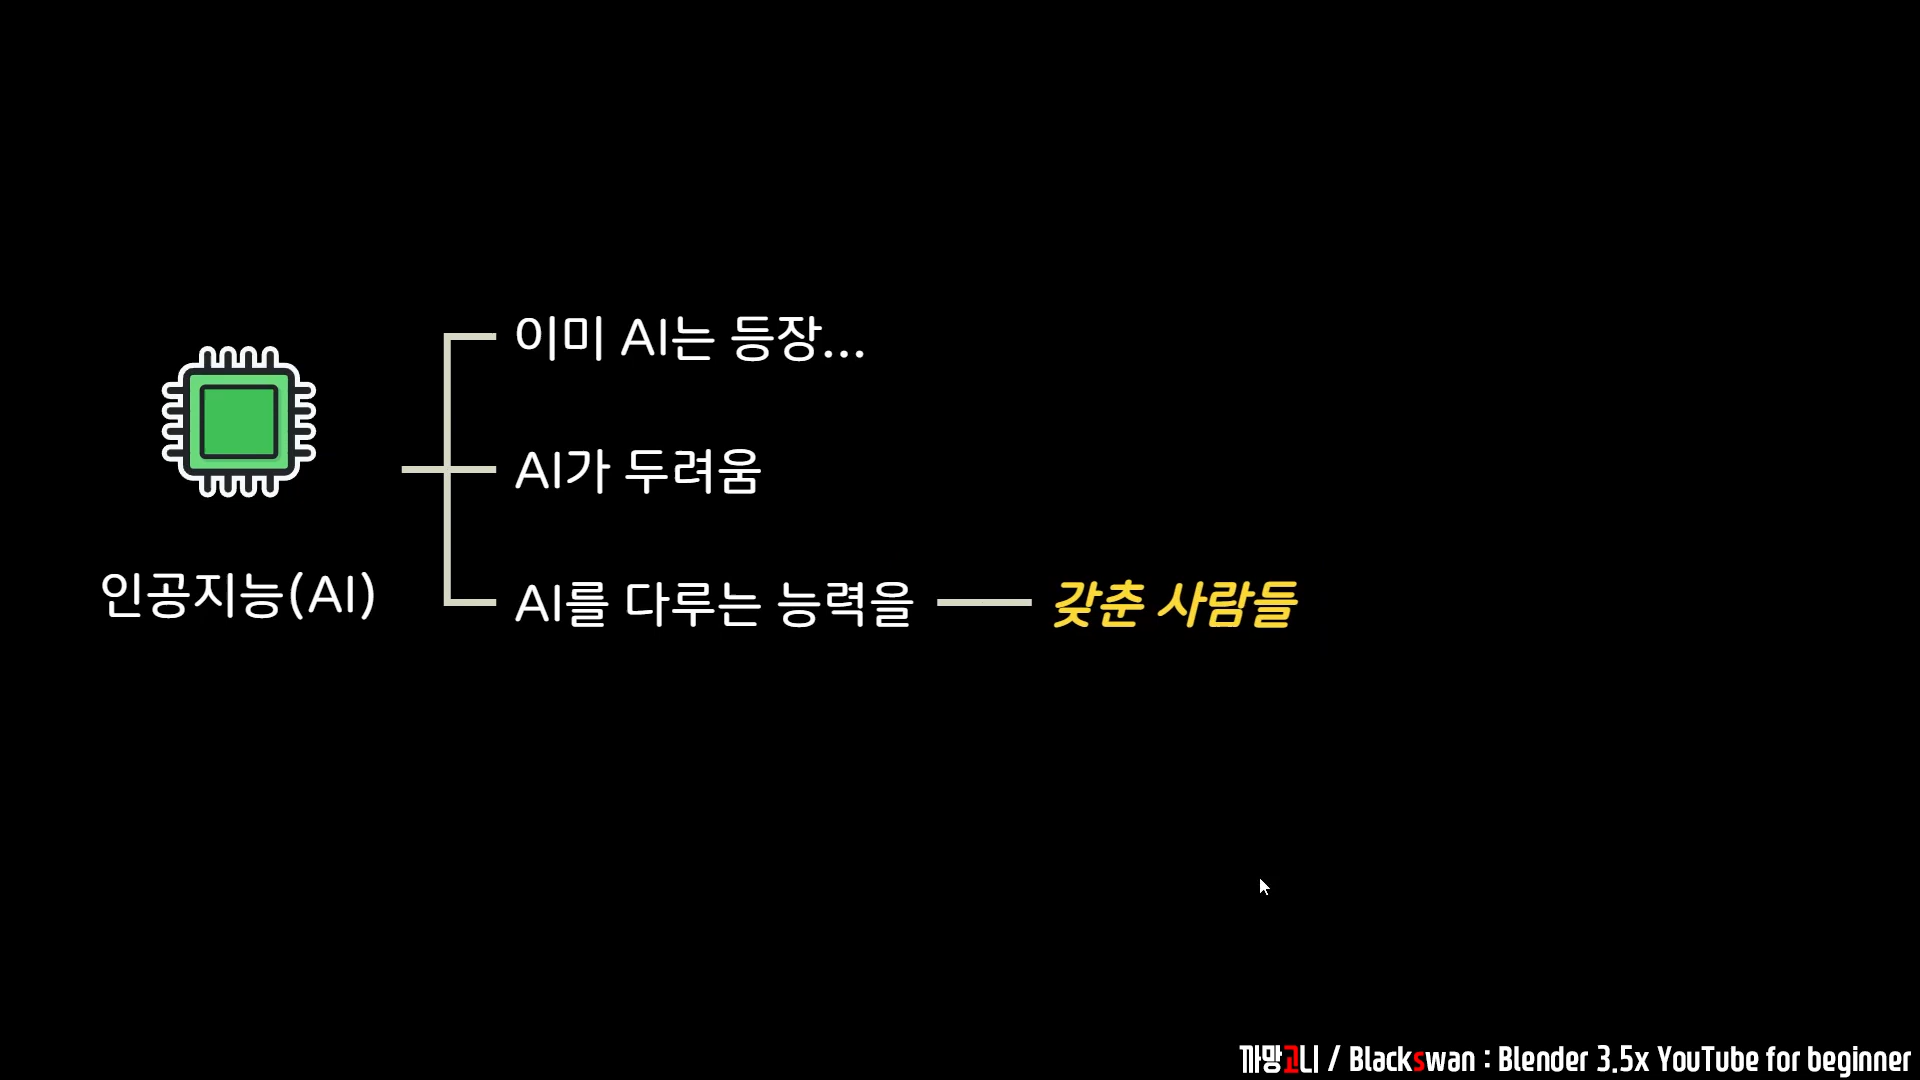 이미 AI는 등장...
AI가 두려움
인공지능(AI)
AI를 다루는 능력을
갖춘 사람들
까망고니 / Blackswan : Blender 3.5x YouTube for beginner